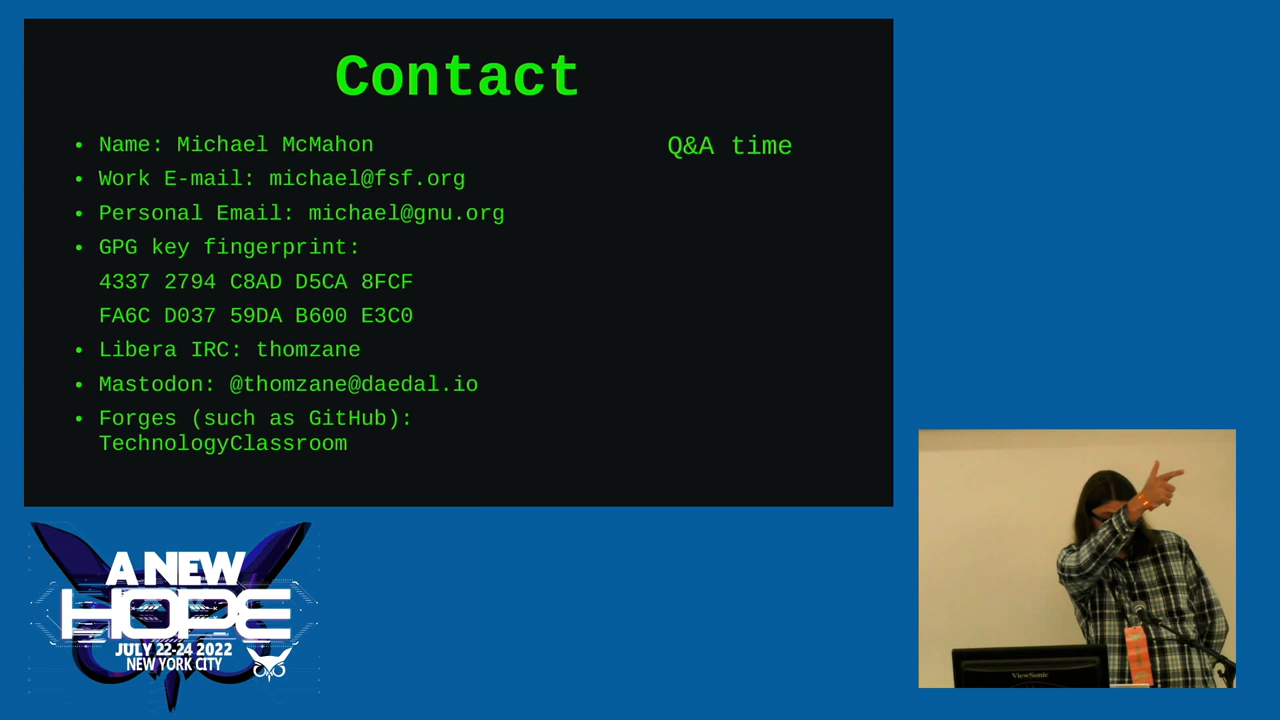 Contact
• Name: Michael McMahon
• Work E-mail: michael@fsf.org
• Personal Email: michael@gnu.org
• GPG key fingerprint:
4337 2794 C8AD D5CA 8FCF
FA6C D037 59DA B600 E3C0
• Libera IRC: thomzane
• Mastodon: @thomzane@daedal.io
• Forges (such as GitHub):
TechnologyClassroom
Q&A time
A NEW
HOPE
JULY 22-24 2022
NEW YORK CITY
ViewSonic